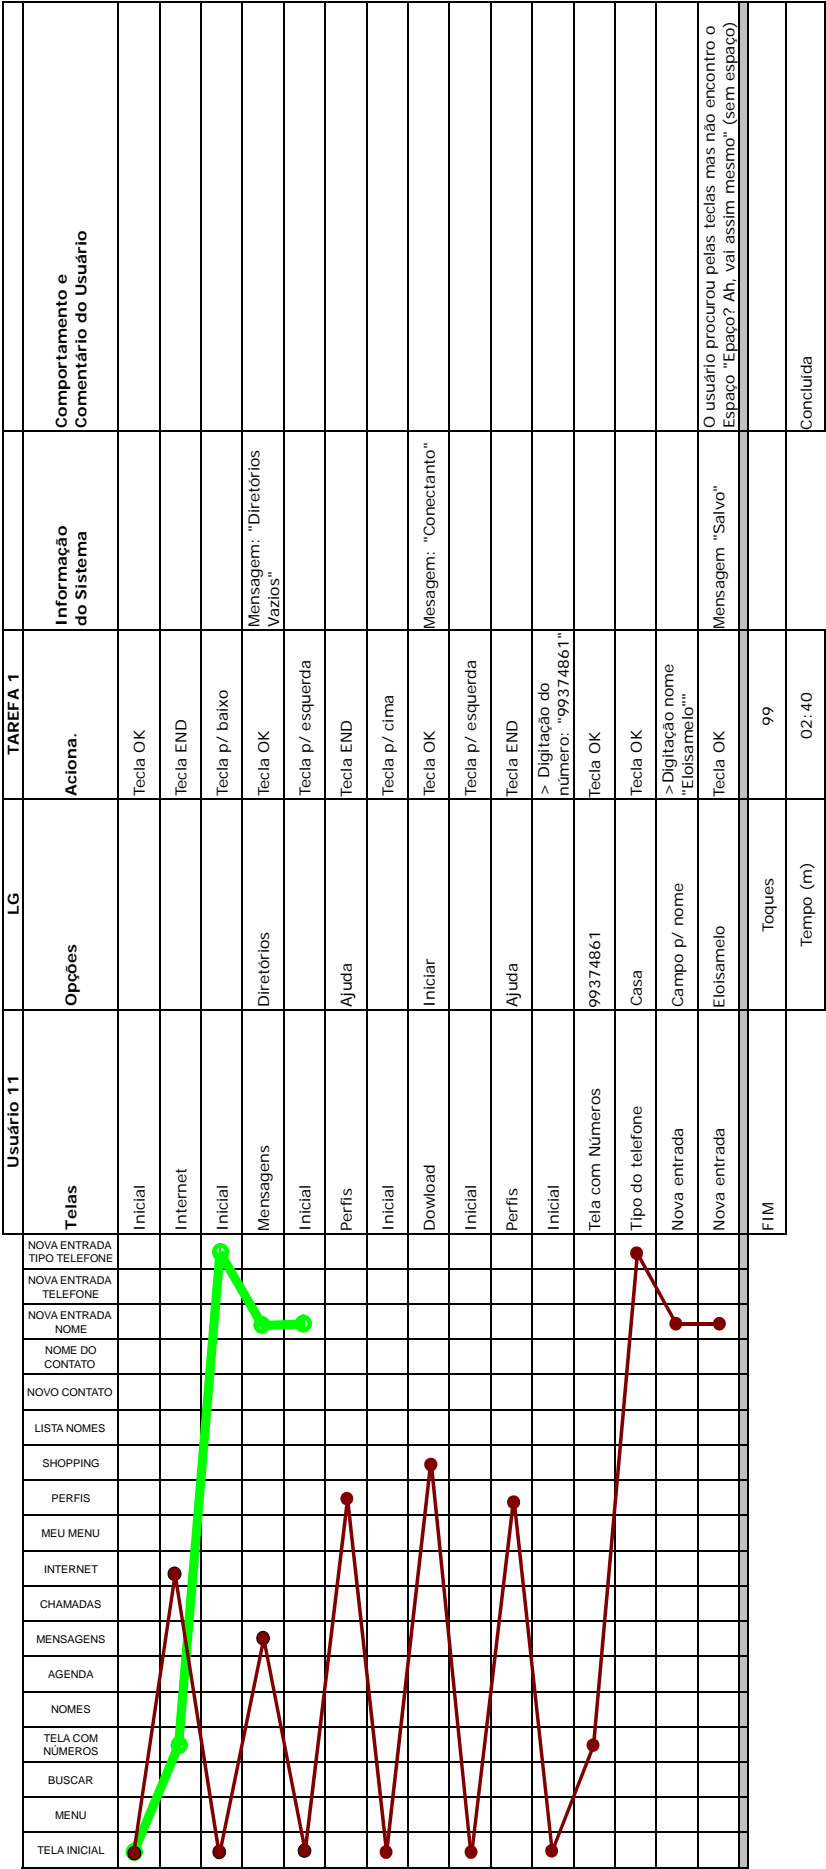 Usuário 11
LG
TAREFA 1
Telas
Opções
Aciona.
Informação
do Sistema
Comportamento e
Comentário do Usuário
Inicial
Tecla OK
Internet
Tecla END
Inicial
Tecla p/ baixo
Mensagens
Diretórios
Tecla OK
Mensagem: "Diretórios
Vazios"
Inicial
Tecla p/ esquerda
Perfis
Ajuda
Tecla END
Inicial
Tecla p/ cima
Dowload
Iniciar
Tecla OK
Mesagem: "Conectanto"
Inicial
Tecla p/ esquerda
Perfis
Ajuda
Tecla END
Inicial
> Digitação do
número: "99374861"
Tela com Números
99374861
Tecla OK
Tipo do telefone
Casa
Tecla OK
Nova entrada
Campo p/ nome
>Digitação nome
"Eloisamelo""
Nova entrada
Eloisamelo
Tecla OK
Mensagem "Salvo"
O usuário procurou pelas teclas mas não encontro o
Espaço "Epaço? Ah, vai assim mesmo" (sem espaço)
FIM
Toques
99
Tempo (m)
02:40
Concluída
NOVA ENTRADA
TIPO TELEFONE
NOVA ENTRADA
TELEFONE
NOVA ENTRADA
NOME
NOME DO
CONTATO
NOVO CONTATO
LISTA NOMES
SHOPPING
PERFIS
MEU MENU
INTERNET
CHAMADAS
MENSAGENS
AGENDA
NOMES
TELA COM
NÚMEROS
BUSCAR
MENU
TELA INICIAL